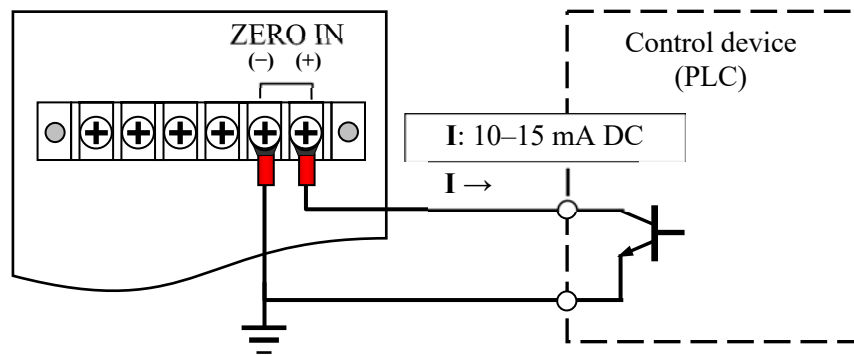 ZERO IN
(−) (+)
Control device
(PLC)
I: 10–15 mA DC
I →